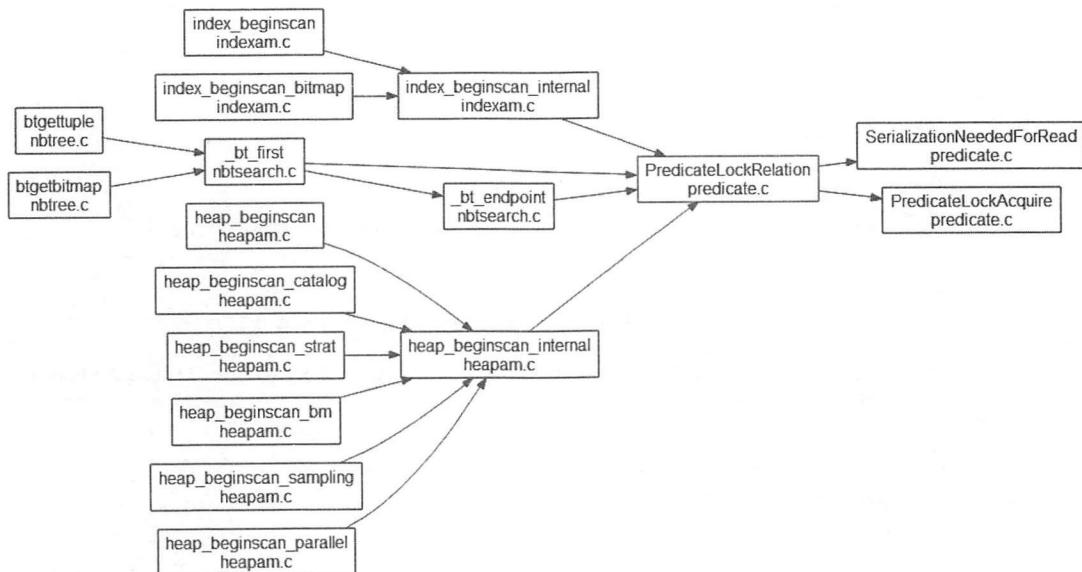 index_beginscan
indexam.c
index_beginscan_bitmap
indexam.c
index_beginscan_internal
indexam.c
btgettuple
nbtree.c
btgetbitmap
nbtree.c
_bt_first
nbtsearch.c
_bt_endpoint
nbtsearch.c
PredicateLockRelation
predicate.c
SerializationNeededForRead
predicate.c
PredicateLockAcquire
predicate.c
heap_beginscan
heapam.c
heap_beginscan_catalog
heapam.c
heap_beginscan_strat
heapam.c
heap_beginscan_internal
heapam.c
heap_beginscan_bm
heapam.c
heap_beginscan_sampling
heapam.c
heap_beginscan_parallel
heapam.c